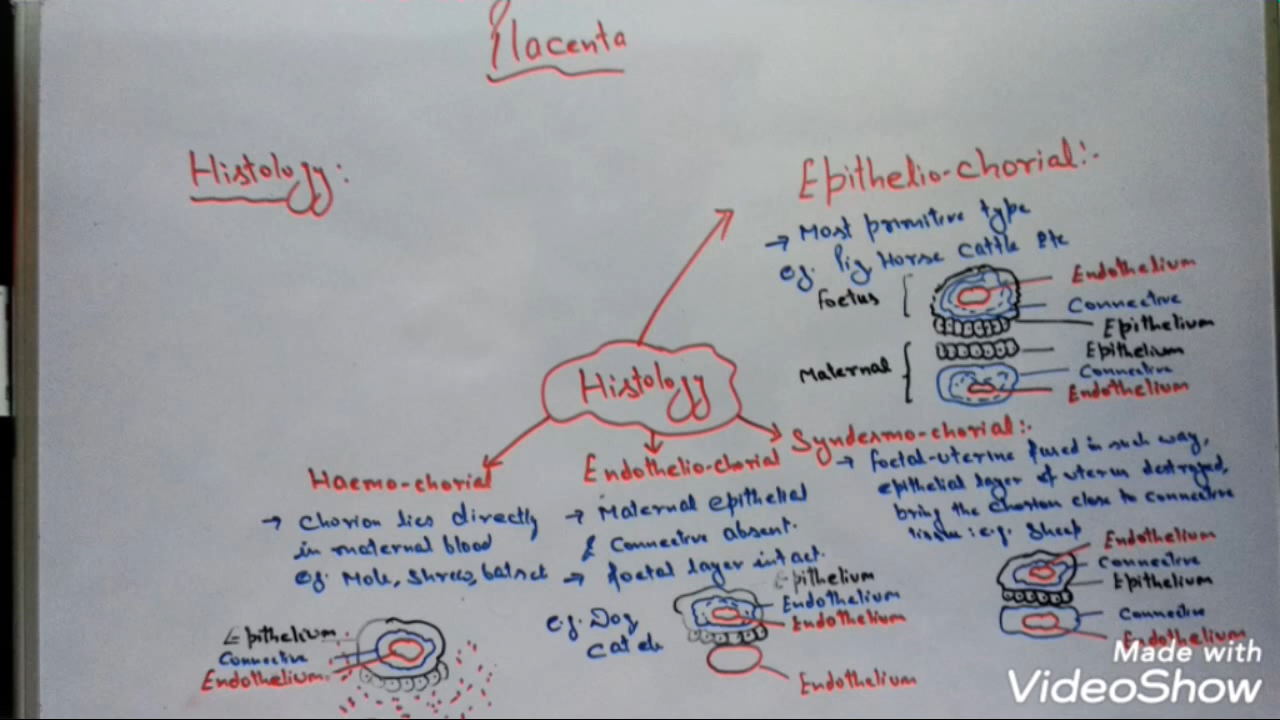 Placenta
Histology:
Epithelio-chorial:-
→ Most primitive type
eg. Pig Horse Cattle etc
Foetus
Endothelium
Connective
Epithelium
Maternal
Epithelium
Connective
Endothelium
Histology
Syndesmo-chorial:-
→ foetal-uterine fused in such way,
epithelial layer of uterus destroyed,
bring the chorion close to connective
tissue: e.g. Sheep
Endothelium
Connective
Epithelium
Connective
Endothelium
Endothelio-chorial
→ Maternal epithelial
& Connective absent.
→ foetal layer intact.
e.g. Dog
Cat etc
Epithelium
Endothelium
Endothelium
Endothelium
Haemo-chorial
→ Chorion lies directly
in maternal blood
eg. Mole, Shrews, bats etc
Epithelium
Connective
Endothelium
Made with
VideoShow